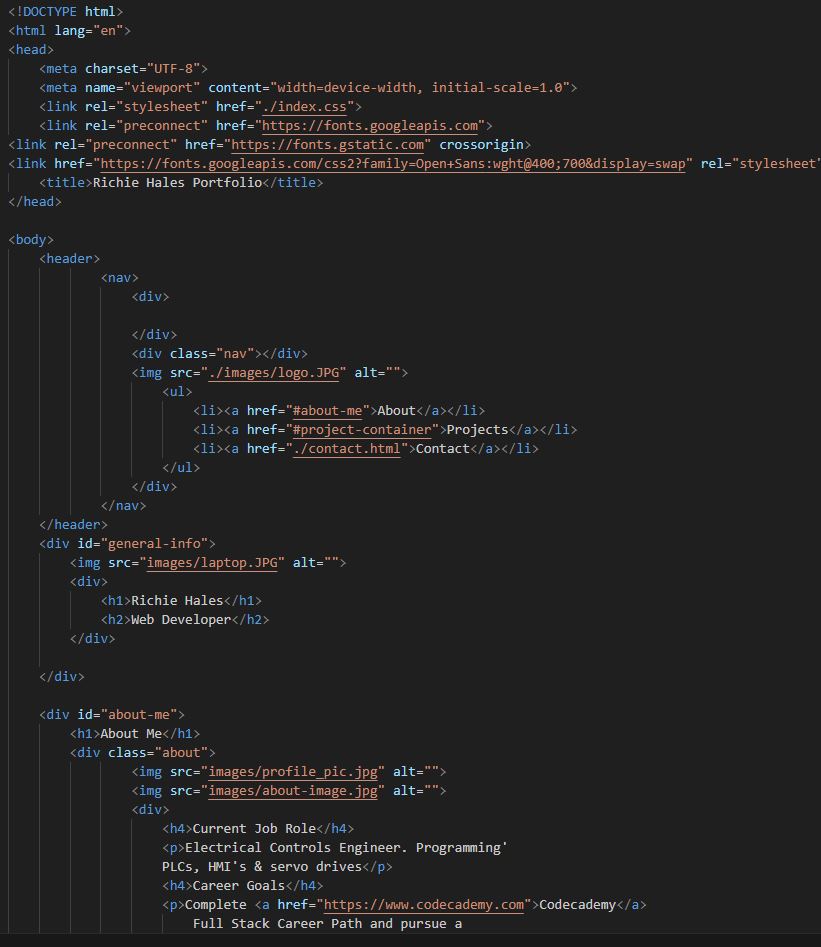 <!DOCTYPE html>
<html lang="en">
<head>
    <meta charset="UTF-8">
    <meta name="viewport" content="width=device-width, initial-scale=1.0">
    <link rel="stylesheet" href="./index.css">
    <link rel="preconnect" href="https://fonts.googleapis.com">
<link rel="preconnect" href="https://fonts.gstatic.com" crossorigin>
<link href="https://fonts.googleapis.com/css2?family=Open+Sans:wght@400;700&display=swap" rel="stylesheet"
    <title>Richie Hales Portfolio</title>
</head>
<body>
    <header>
            <nav>
                <div>
                </div>
                <div class="nav"></div>
                <img src="./images/logo.JPG" alt="">
                    <ul>
                        <li><a href="#about-me">About</a></li>
                        <li><a href="#project-container">Projects</a></li>
                        <li><a href="./contact.html">Contact</a></li>
                    </ul>
                </div>
            </nav>
    </header>
    <div id="general-info">
        <img src="images/laptop.JPG" alt="">
        <div>
            <h1>Richie Hales</h1>
            <h2>Web Developer</h2>
        </div>
    </div>
    <div id="about-me">
        <h1>About Me</h1>
        <div class="about">
                <img src="images/profile_pic.jpg" alt="">
                <img src="images/about-image.jpg" alt="">
                <div>
                    <h4>Current Job Role</h4>
                    <p>Electrical Controls Engineer. Programming'
                    PLCs, HMI's & servo drives</p>
                    <h4>Career Goals</h4>
                    <p>Complete <a href="https://www.codecademy.com">Codecademy</a>
                        Full Stack Career Path and pursue a